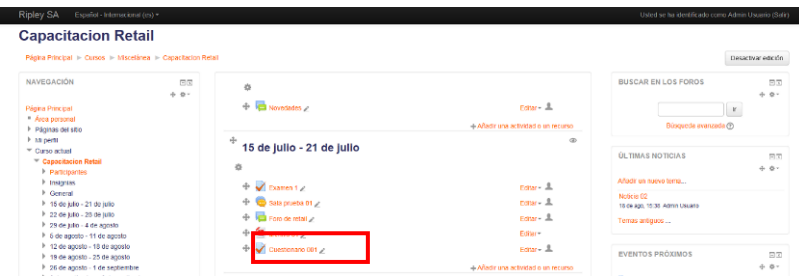 Ripley SA Español - Internacional (es) Usted se ha identificado como Admin Usuario (Salir)
Capacitacion Retail
Página Principal Cursos Miscelánea Capacitacion Retail
Desactivar edición
NAVEGACIÓN
Página Principal
Área personal
Páginas del sitio
Mi perfil
Curso actual
Capacitacion Retail
Participantes
Insignias
General
15 de julio - 21 de julio
22 de julio - 28 de julio
29 de julio - 4 de agosto
5 de agosto - 11 de agosto
12 de agosto - 18 de agosto
19 de agosto - 25 de agosto
26 de agosto - 1 de septiembre
Novedades Editar
Añadir una actividad o un recurso
15 de julio - 21 de julio
Examen 1 Editar
Sala prueba 01 Editar
Foro de retail Editar
Editar
Cuestionario 001 Editar
Añadir una actividad o un recurso
BUSCAR EN LOS FOROS
Ir
Búsqueda avanzada
ÚLTIMAS NOTICIAS
Añadir un nuevo tema...
Noticia 02
Admin Usuario
Temas antiguos ...
EVENTOS PRÓXIMOS